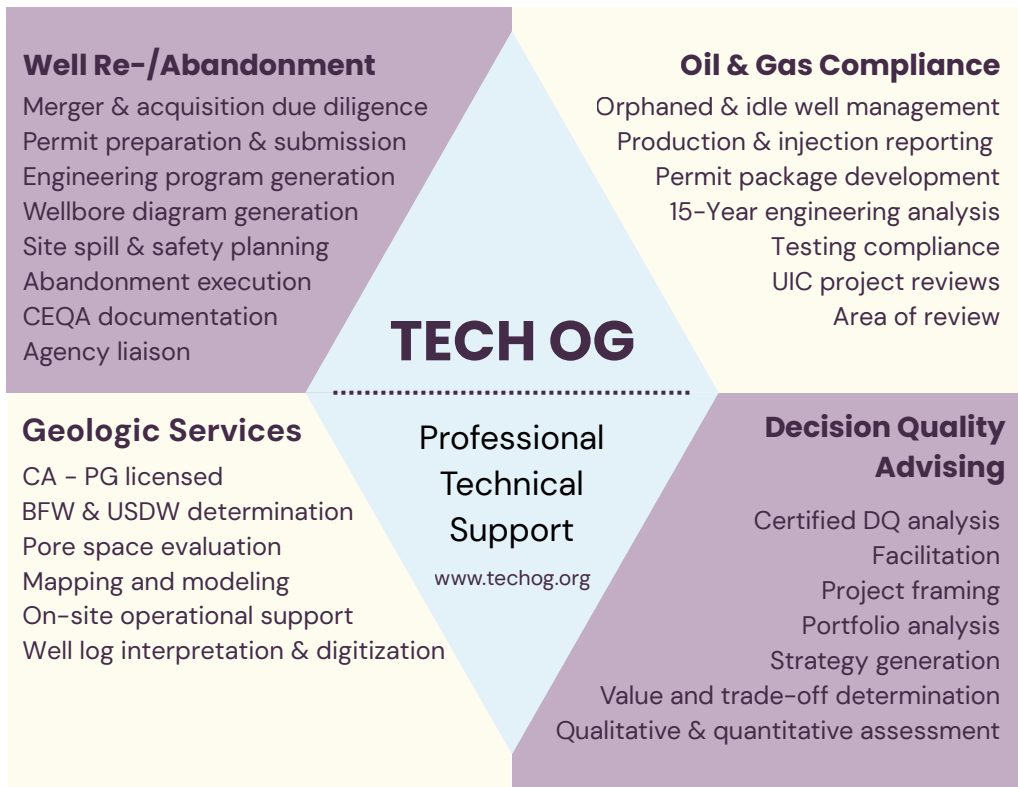 Well Re-/Abandonment
Merger & acquisition due diligence
Permit preparation & submission
Engineering program generation
Wellbore diagram generation
Site spill & safety planning
Abandonment execution
CEQA documentation
Agency liaison
Oil & Gas Compliance
Orphaned & idle well management
Production & injection reporting
Permit package development
15-Year engineering analysis
Testing compliance
UIC project reviews
Area of review
TECH OG
Professional
Technical
Support
www.techog.org
Geologic Services
CA - PG licensed
BFW & USDW determination
Pore space evaluation
Mapping and modeling
On-site operational support
Well log interpretation & digitization
Decision Quality
Advising
Certified DQ analysis
Facilitation
Project framing
Portfolio analysis
Strategy generation
Value and trade-off determination
Qualitative & quantitative assessment